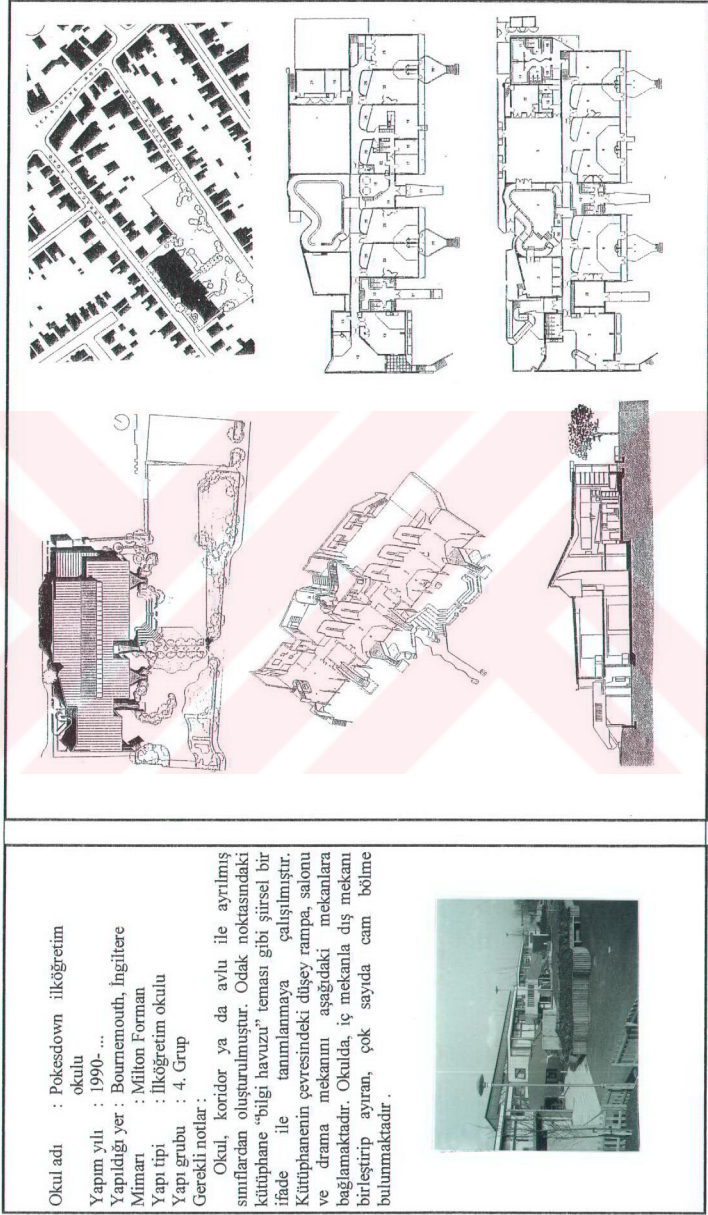 Okul adı : Pokesdown ilköğretim
okulu
Yapım yılı : 1990-...
Yapıldığı yer : Bournemouth, İngiltere
Mimarı : Milton Forman
Yapı tipi : İlköğretim okulu
Yapı grubu : 4. Grup
Gerekli notlar :
Okul, koridor ya da avlu ile ayrılmış
sınıflardan oluşturulmuştur. Odak noktasındaki
kütüphane “bilgi havuzu” teması gibi şiirsel bir
ifade ile tanımlanmaya çalışılmıştır.
Kütüphanenin çevresindeki düşey rampa, salonu
ve drama mekanını aşağıdaki mekanlara
bağlamaktadır. Okulda, iç mekanla dış mekanı
birleştirip ayıran, çok sayıda cam bölme
bulunmaktadır .
SEABOURNE ROAD